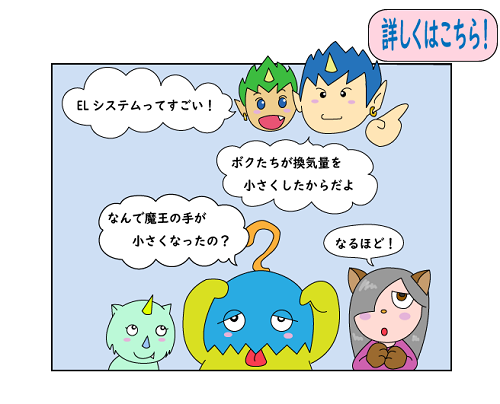 詳しくはこちら!
ELシステムってすごい!
ボクたちが換気量を
小さくしたからだよ
なんで魔王の手が
小さくなったの?
なるほど!